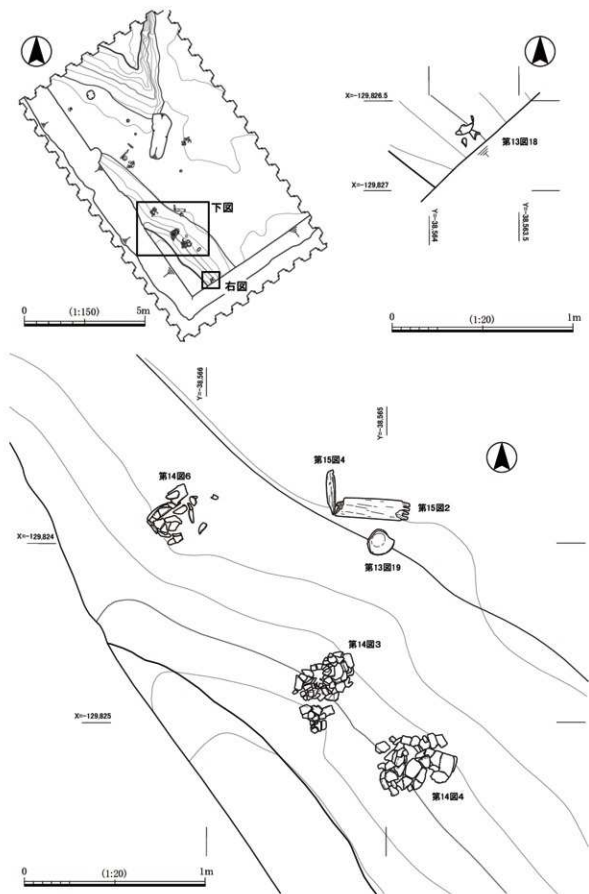 下図
右図
0 (1:150) 5m
X=-129,826.5
第13図18
X=-129,827
Y=-38,564
Y=-38,563.5
0 (1:20) 1m
Y=-38,566
Y=-38,565
第15図4
第14図6
第15図2
X=-129,824
第13図19
第14図3
X=-129,825
第14図4
0 (1:20) 1m